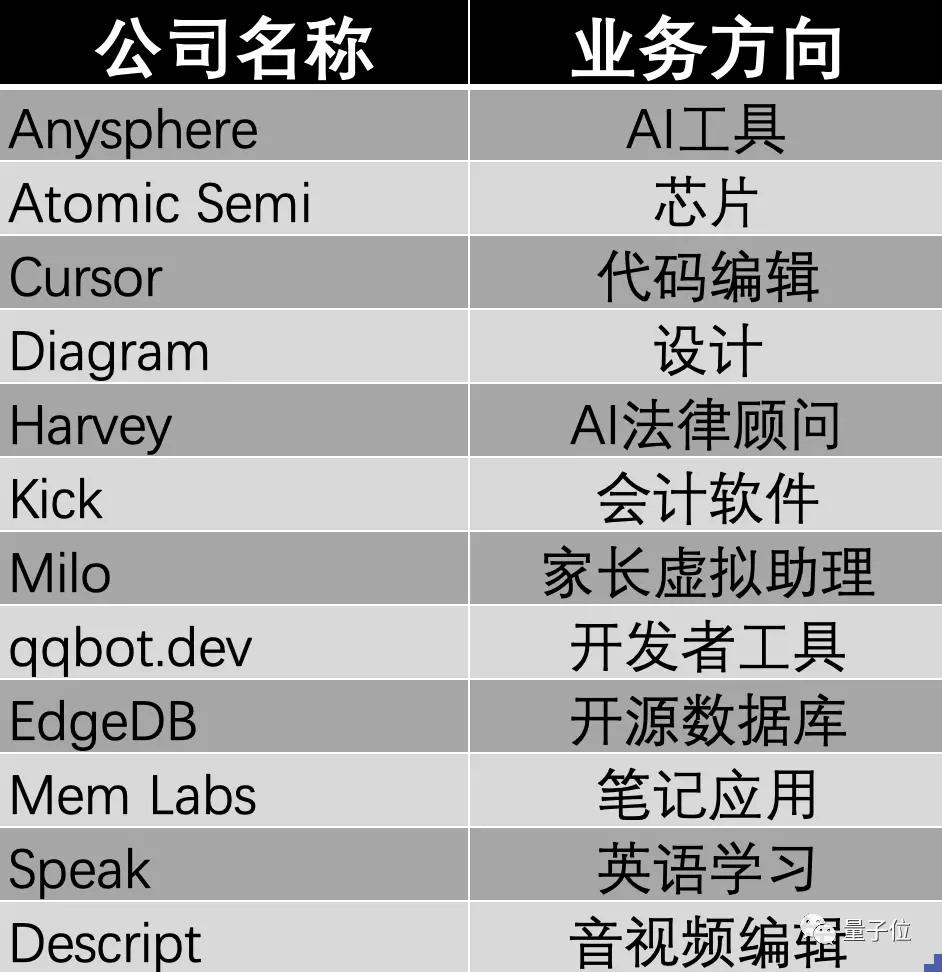 公司名称 业务方向
Anysphere AI工具
Atomic Semi 芯片
Cursor 代码编辑
Diagram 设计
Harvey AI法律顾问
Kick 会计软件
Milo 家长虚拟助理
qqbot.dev 开发者工具
EdgeDB 开源数据库
Mem Labs 笔记应用
Speak 英语学习
Descript 音视频编辑
量子位